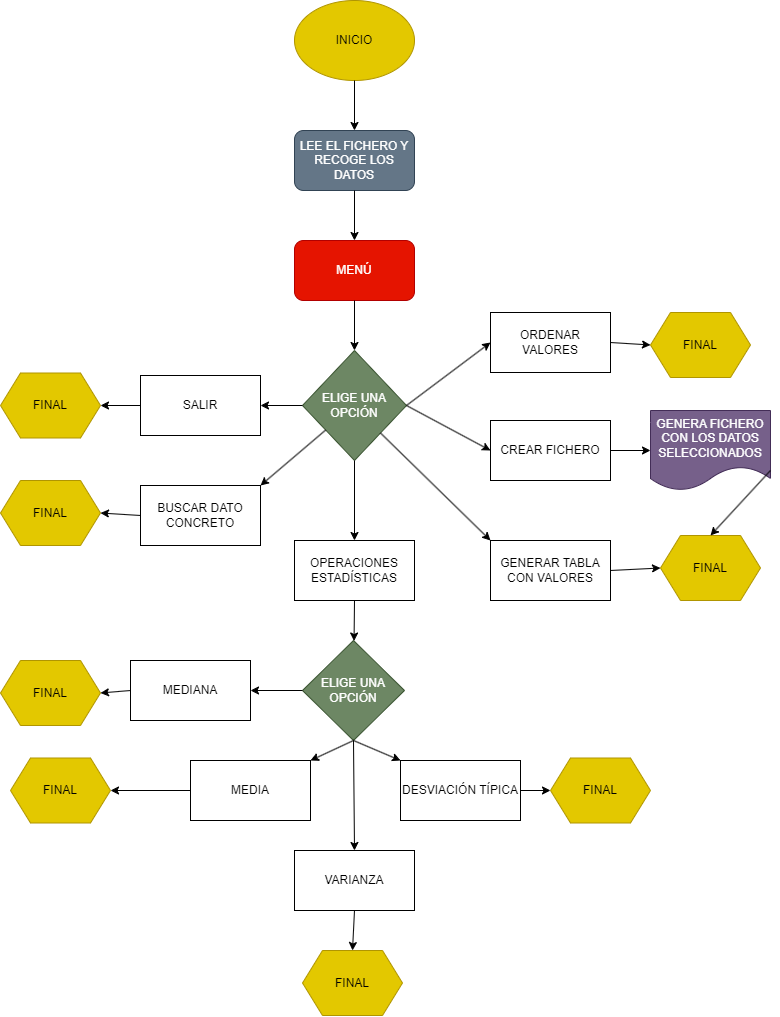 INICIO
LEE EL FICHERO Y
RECOGE LOS
DATOS
MENÚ
ORDENAR
VALORES
FINAL
ELIGE UNA
OPCIÓN
SALIR
FINAL
GENERA FICHERO
CON LOS DATOS
SELECCIONADOS
CREAR FICHERO
BUSCAR DATO
CONCRETO
FINAL
OPERACIONES
ESTADÍSTICAS
GENERAR TABLA
CON VALORES
FINAL
ELIGE UNA
OPCIÓN
MEDIANA
FINAL
FINAL
MEDIA
DESVIACIÓN TÍPICA
FINAL
VARIANZA
FINAL